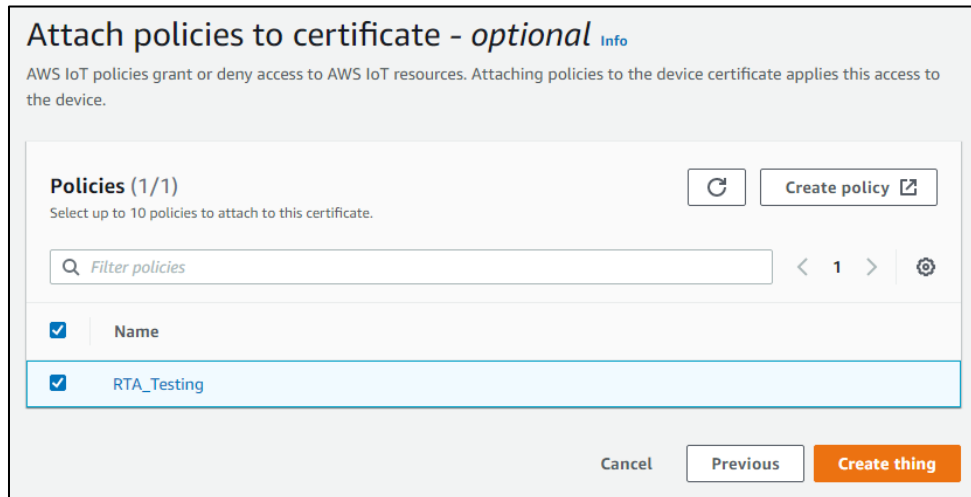 Attach policies to certificate - optional Info
AWS IoT policies grant or deny access to AWS IoT resources. Attaching policies to the device certificate applies this access to
the device.
Policies (1/1)
Create policy
Select up to 10 policies to attach to this certificate.
Filter policies
1
Name
RTA_Testing
Cancel
Previous
Create thing